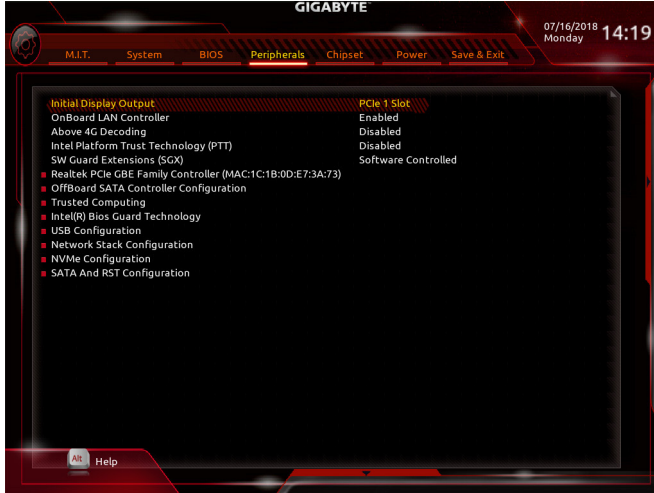 GIGABYTE™
07/16/2018 14:19
Monday
M.I.T. System BIOS Peripherals Chipset Power Save & Exit
Initial Display Output PCIe 1 Slot
OnBoard LAN Controller Enabled
Above 4G Decoding Disabled
Intel Platform Trust Technology (PTT) Disabled
SW Guard Extensions (SGX) Software Controlled
Realtek PCIe GBE Family Controller (MAC:1C:1B:0D:E7:3A:73)
OffBoard SATA Controller Configuration
Trusted Computing
Intel(R) Bios Guard Technology
USB Configuration
Network Stack Configuration
NVMe Configuration
SATA And RST Configuration
Alt Help